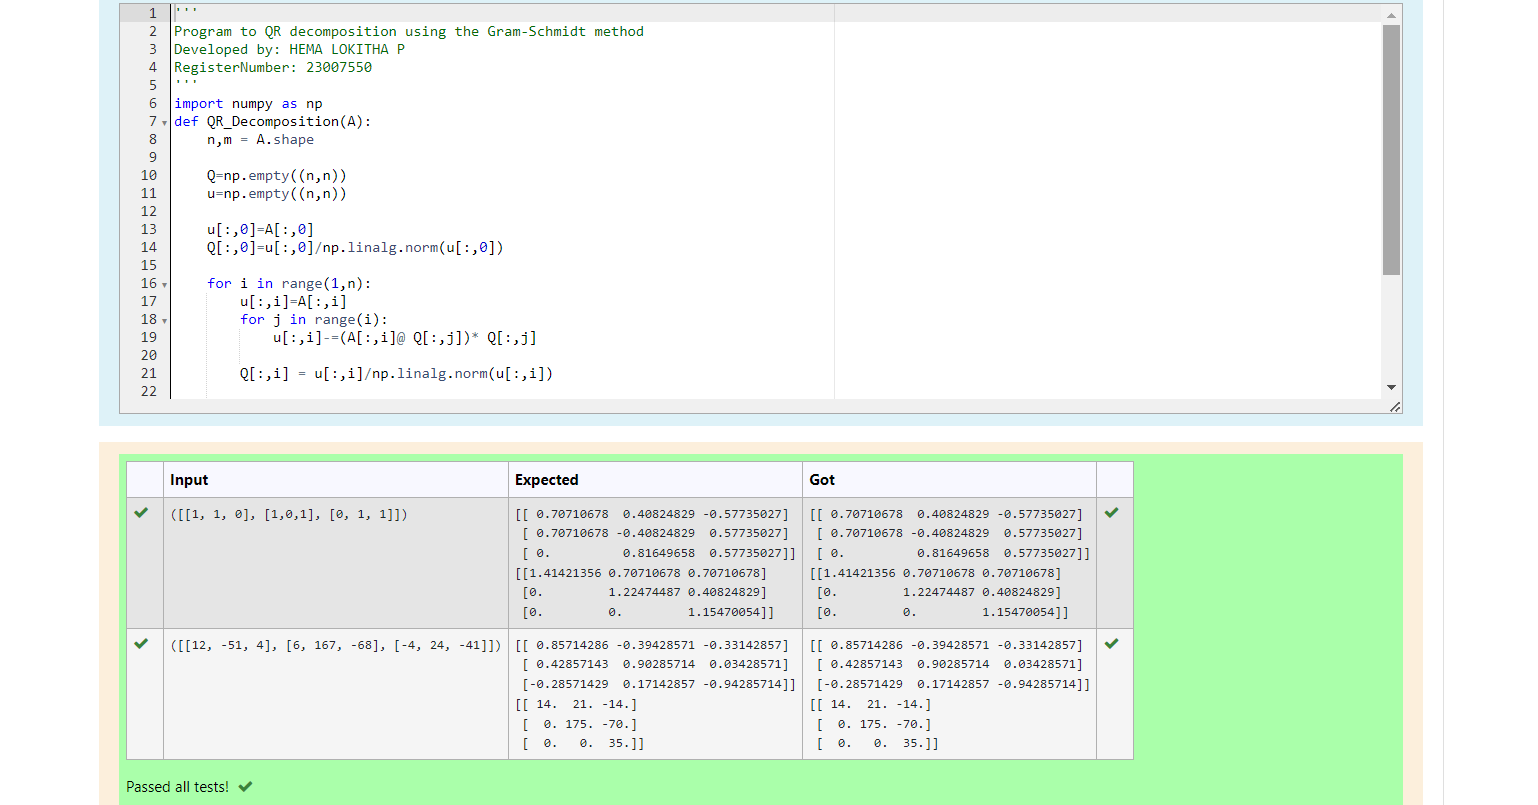 1 '''
2 Program to QR decomposition using the Gram-Schmidt method
3 Developed by: HEMA LOKITHA P
4 RegisterNumber: 23007550
5 '''
6 import numpy as np
7 def QR_Decomposition(A):
8     n,m = A.shape
9
10     Q=np.empty((n,n))
11     u=np.empty((n,n))
12
13     u[:,0]=A[:,0]
14     Q[:,0]=u[:,0]/np.linalg.norm(u[:,0])
15
16     for i in range(1,n):
17         u[:,i]=A[:,i]
18         for j in range(i):
19             u[:,i]-=(A[:,i]@ Q[:,j])* Q[:,j]
20
21         Q[:,i] = u[:,i]/np.linalg.norm(u[:,i])
22
Input Expected Got
([[1, 1, 0], [1,0,1], [0, 1, 1]]) [[ 0.70710678  0.40824829 -0.57735027] [[ 0.70710678  0.40824829 -0.57735027]
[ 0.70710678 -0.40824829  0.57735027] [ 0.70710678 -0.40824829  0.57735027]
[ 0.          0.81649658  0.57735027]] [ 0.          0.81649658  0.57735027]]
[[1.41421356 0.70710678 0.70710678] [[1.41421356 0.70710678 0.70710678]
[0.         1.22474487 0.40824829] [0.         1.22474487 0.40824829]
[0.         0.         1.15470054]] [0.         0.         1.15470054]]
([[12, -51, 4], [6, 167, -68], [-4, 24, -41]]) [[ 0.85714286 -0.39428571 -0.33142857] [[ 0.85714286 -0.39428571 -0.33142857]
[ 0.42857143  0.90285714  0.03428571] [ 0.42857143  0.90285714  0.03428571]
[-0.28571429  0.17142857 -0.94285714]] [-0.28571429  0.17142857 -0.94285714]]
[[ 14.  21. -14.] [[ 14.  21. -14.]
[  0. 175. -70.] [  0. 175. -70.]
[  0.   0.  35.]] [  0.   0.  35.]]
Passed all tests!